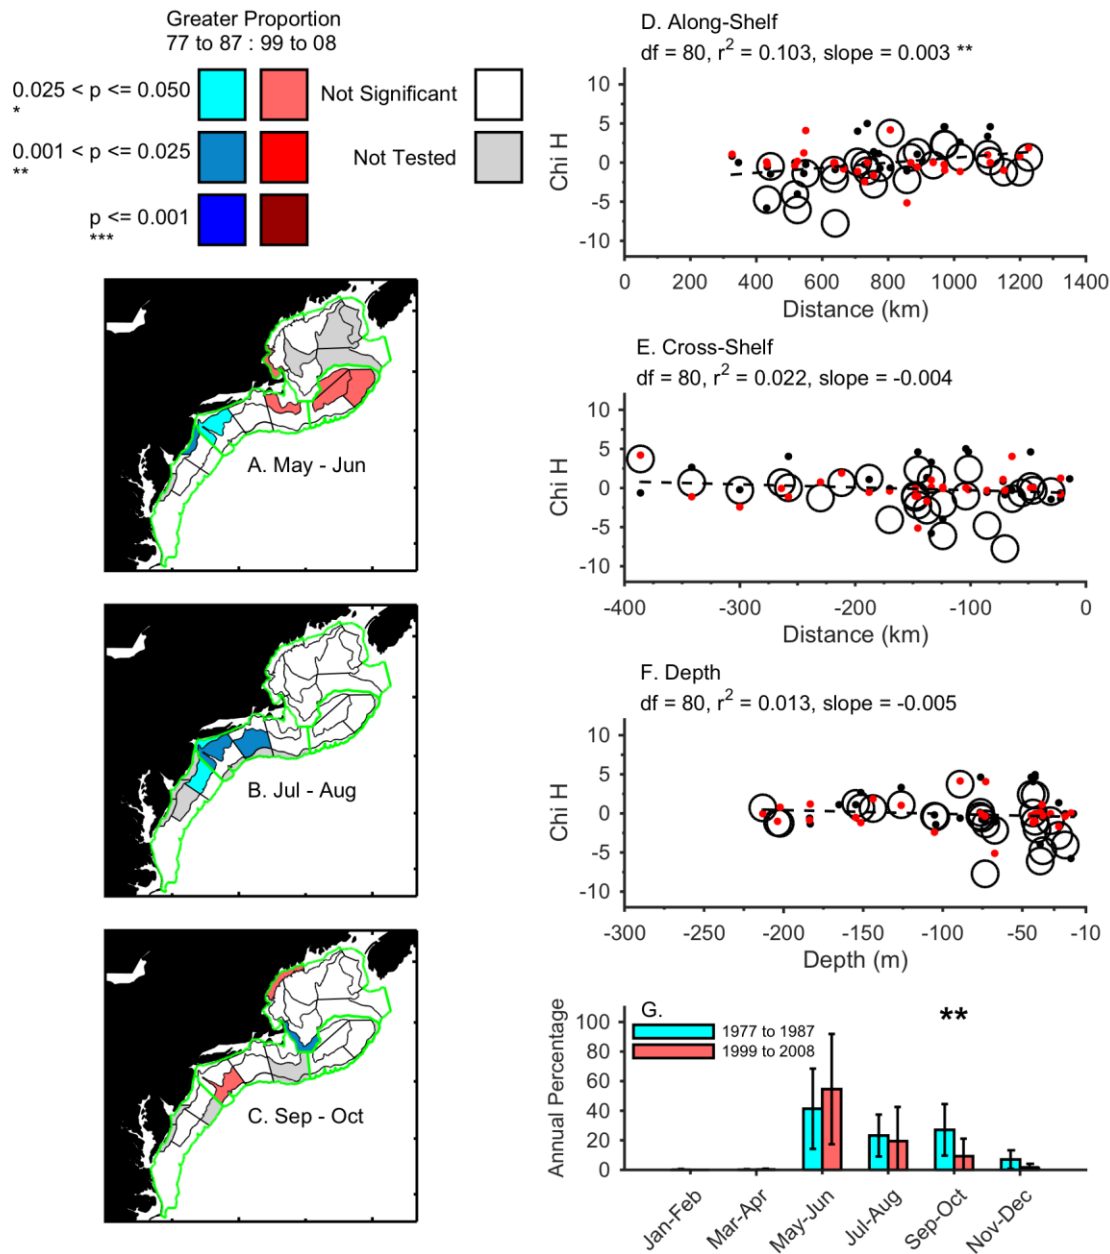 Greater Proportion
77 to 87 : 99 to 08
0.025 < p <= 0.050
*
Not Significant
0.001 < p <= 0.025
**
Not Tested
p <= 0.001
***
A. May - Jun
B. Jul - Aug
C. Sep - Oct
D. Along-Shelf
df = 80, r2 = 0.103, slope = 0.003 **
10
5
0
-5
-10
Chi H
0 200 400 600 800 1000 1200 1400
Distance (km)
E. Cross-Shelf
df = 80, r2 = 0.022, slope = -0.004
10
5
0
-5
-10
Chi H
-400 -300 -200 -100 0
Distance (km)
F. Depth
df = 80, r2 = 0.013, slope = -0.005
10
5
0
-5
-10
Chi H
-300 -250 -200 -150 -100 -50 -10
Depth (m)
G.
1977 to 1987
1999 to 2008
**
100
80
60
40
20
0
Annual Percentage
Jan-Feb
Mar-Apr
May-Jun
Jul-Aug
Sep-Oct
Nov-Dec